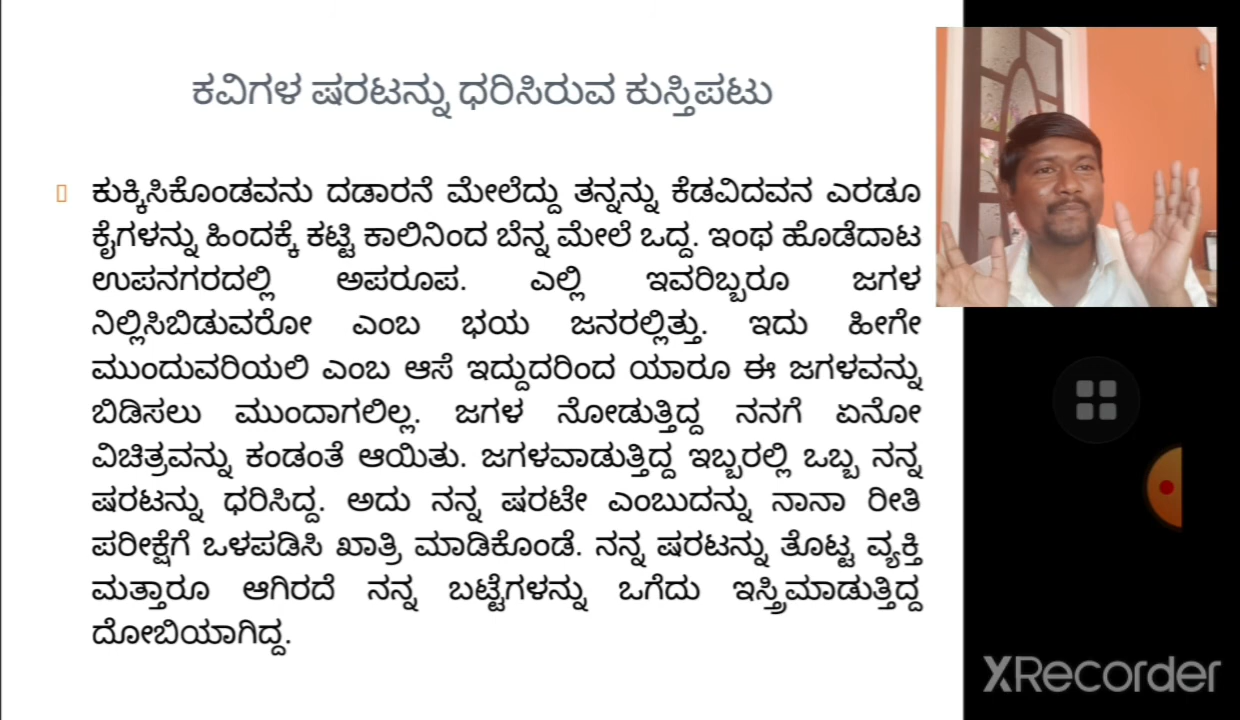 ಕವಿಗಳ ಷರಟನ್ನು ಧರಿಸಿರುವ ಕುಸ್ತಿಪಟು
ಕುಕ್ಕಿಸಿಕೊಂಡವನು ದಡಾರನೆ ಮೇಲೆದ್ದು ತನ್ನನ್ನು ಕೆಡವಿದವನ ಎರಡೂ
ಕೈಗಳನ್ನು ಹಿಂದಕ್ಕೆ ಕಟ್ಟಿ ಕಾಲಿನಿಂದ ಬೆನ್ನ ಮೇಲೆ ಒದ್ದ. ಇಂಥ ಹೊಡೆದಾಟ
ಉಪನಗರದಲ್ಲಿ ಅಪರೂಪ. ಎಲ್ಲಿ ಇವರಿಬ್ಬರೂ ಜಗಳ
ನಿಲ್ಲಿಸಿಬಿಡುವರೋ ಎಂಬ ಭಯ ಜನರಲ್ಲಿತ್ತು. ಇದು ಹೀಗೇ
ಮುಂದುವರಿಯಲಿ ಎಂಬ ಆಸೆ ಇದ್ದುದರಿಂದ ಯಾರೂ ಈ ಜಗಳವನ್ನು
ಬಿಡಿಸಲು ಮುಂದಾಗಲಿಲ್ಲ. ಜಗಳ ನೋಡುತ್ತಿದ್ದ ನನಗೆ ಏನೋ
ವಿಚಿತ್ರವನ್ನು ಕಂಡಂತೆ ಆಯಿತು. ಜಗಳವಾಡುತ್ತಿದ್ದ ಇಬ್ಬರಲ್ಲಿ ಒಬ್ಬ ನನ್ನ
ಷರಟನ್ನು ಧರಿಸಿದ್ದ. ಅದು ನನ್ನ ಷರಟೇ ಎಂಬುದನ್ನು ನಾನಾ ರೀತಿ
ಪರೀಕ್ಷೆಗೆ ಒಳಪಡಿಸಿ ಖಾತ್ರಿ ಮಾಡಿಕೊಂಡೆ. ನನ್ನ ಷರಟನ್ನು ತೊಟ್ಟ ವ್ಯಕ್ತಿ
ಮತ್ತಾರೂ ಆಗಿರದೆ ನನ್ನ ಬಟ್ಟೆಗಳನ್ನು ಒಗೆದು ಇಸ್ತ್ರಿಮಾಡುತ್ತಿದ್ದ
ದೋಬಿಯಾಗಿದ್ದ.
XRecorder